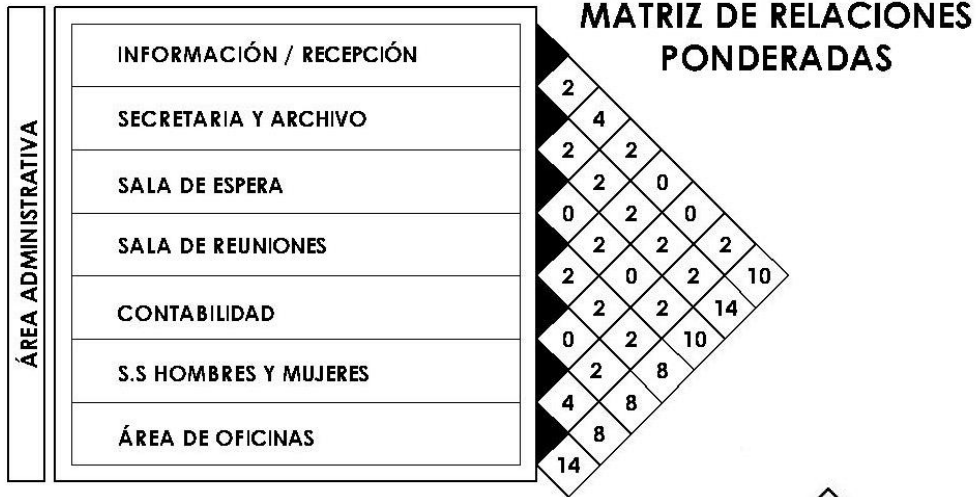 MATRIZ DE RELACIONES
PONDERADAS
ÁREA ADMINISTRATIVA
INFORMACIÓN / RECEPCIÓN
2
SECRETARIA Y ARCHIVO 4
2 2
SALA DE ESPERA 2 0
0 2 0
SALA DE REUNIONES 2 2 2
2 0 2 10
CONTABILIDAD 2 2 14
0 2 10
S.S HOMBRES Y MUJERES 2 8
4 8
ÁREA DE OFICINAS 8
14